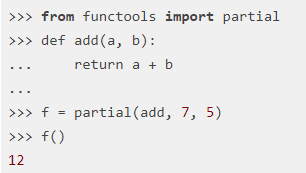 >>> from functools import partial
>>> def add(a, b):
...     return a + b
...
>>> f = partial(add, 7, 5)
>>> f()
12